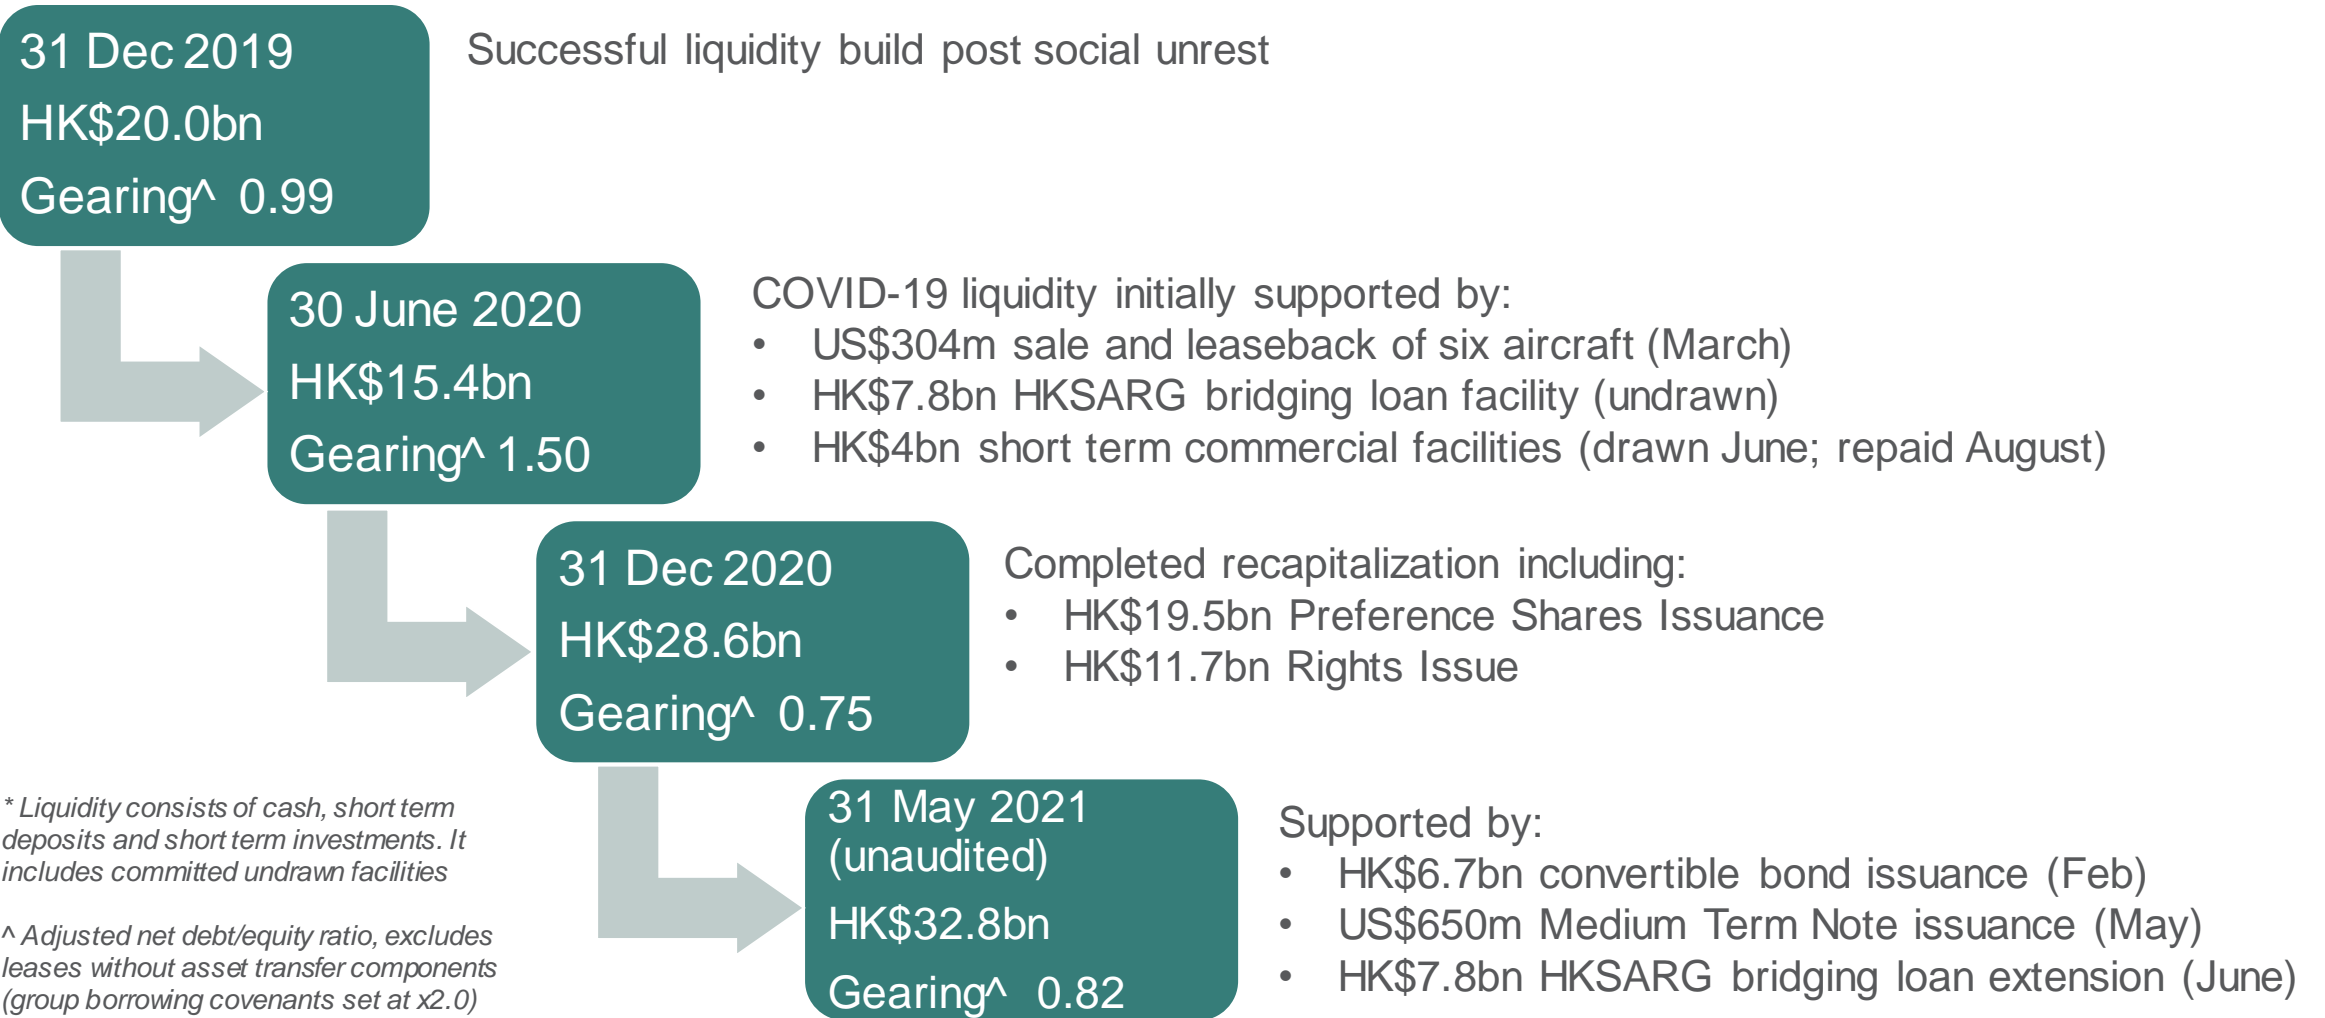 31 Dec 2019
HK$20.0bn
Gearing^ 0.99
Successful liquidity build post social unrest
30 June 2020
HK$15.4bn
Gearing^ 1.50
COVID-19 liquidity initially supported by:
• US$304m sale and leaseback of six aircraft (March)
• HK$7.8bn HKSARG bridging loan facility (undrawn)
• HK$4bn short term commercial facilities (drawn June; repaid August)
31 Dec 2020
HK$28.6bn
Gearing^ 0.75
Completed recapitalization including:
• HK$19.5bn Preference Shares Issuance
• HK$11.7bn Rights Issue
31 May 2021
(unaudited)
HK$32.8bn
Gearing^ 0.82
Supported by:
• HK$6.7bn convertible bond issuance (Feb)
• US$650m Medium Term Note issuance (May)
• HK$7.8bn HKSARG bridging loan extension (June)
* Liquidity consists of cash, short term
deposits and short term investments. It
includes committed undrawn facilities
^ Adjusted net debt/equity ratio, excludes
leases without asset transfer components
(group borrowing covenants set at x2.0)